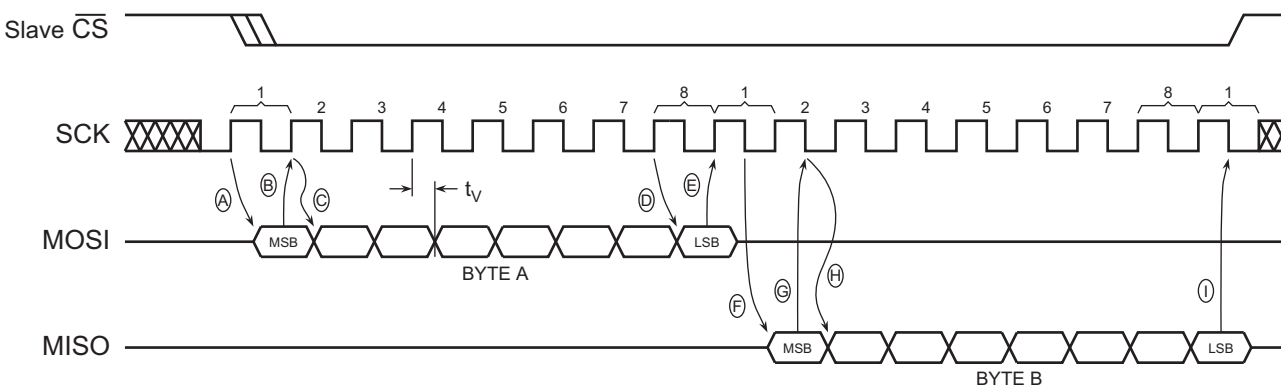 Slave CS
1 2 3 4 5 6 7 8 1 2 3 4 5 6 7 8 1
SCK
A B C t_V D E
MOSI MSB LSB
BYTE A
F G H I
MISO MSB LSB
BYTE B